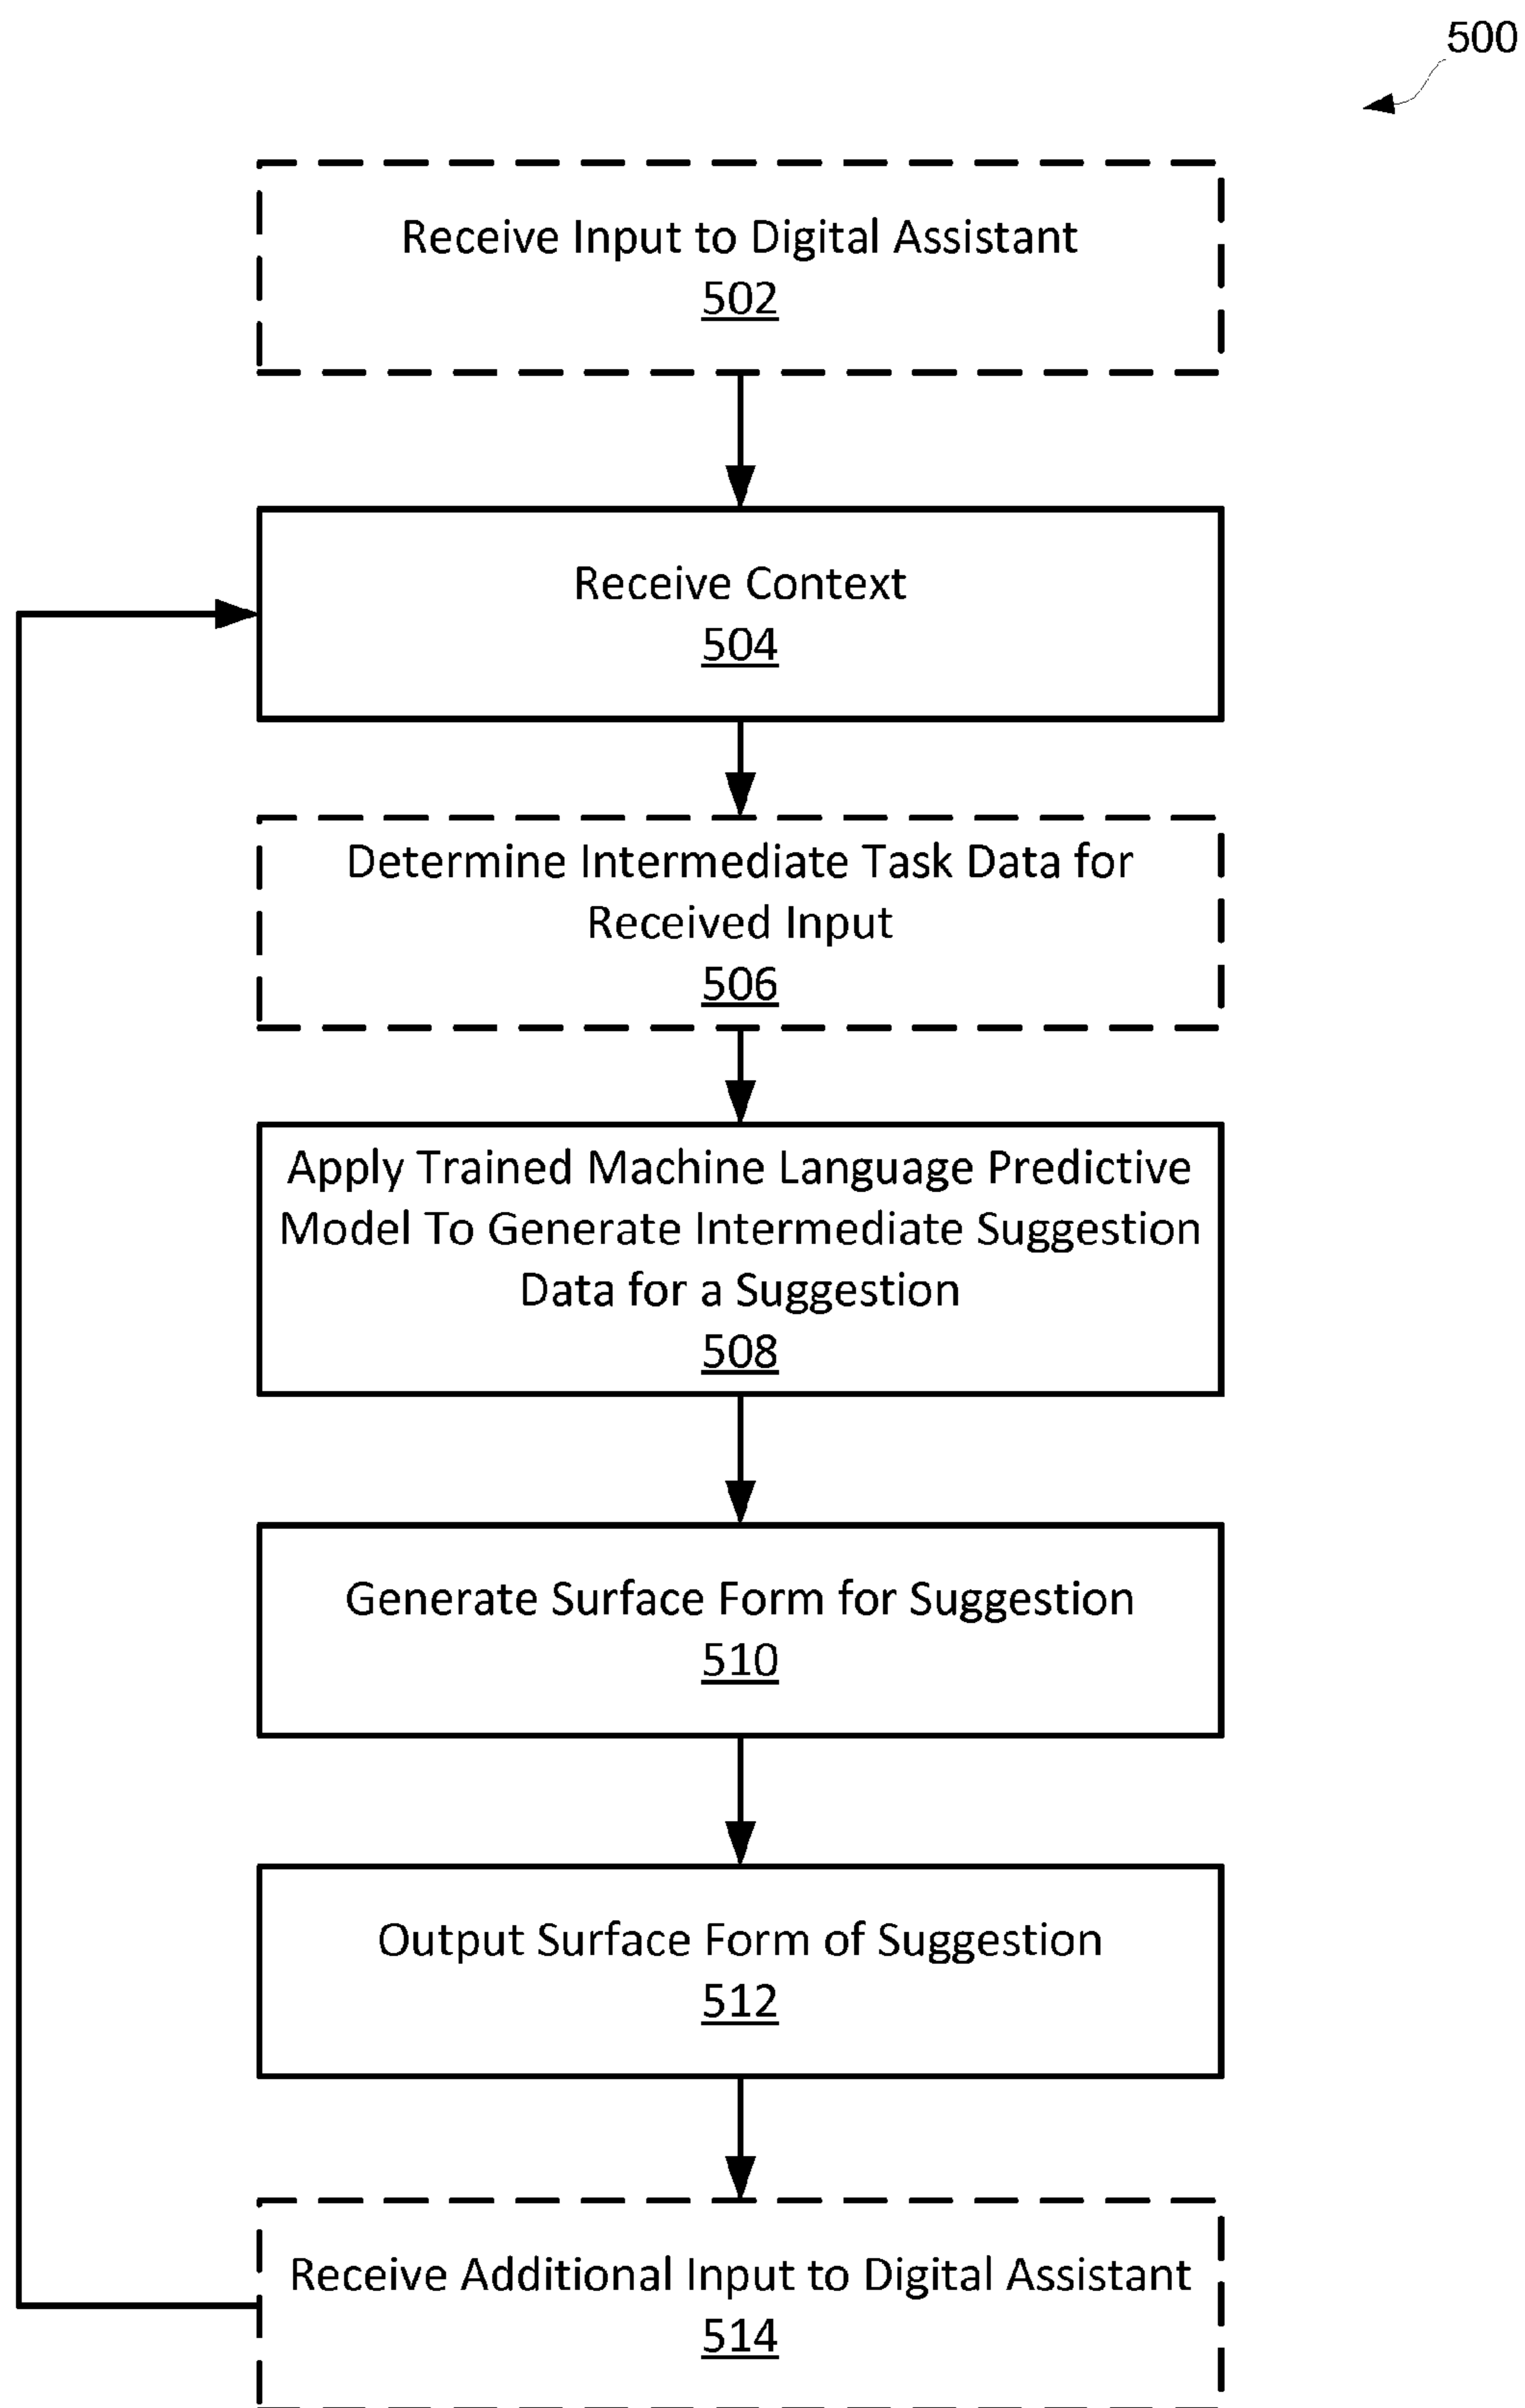 500
Receive Input to Digital Assistant
502
Receive Context
504
Determine Intermediate Task Data for
Received Input
506
Apply Trained Machine Language Predictive
Model To Generate Intermediate Suggestion
Data for a Suggestion
508
Generate Surface Form for Suggestion
510
Output Surface Form of Suggestion
512
Receive Additional Input to Digital Assistant
514